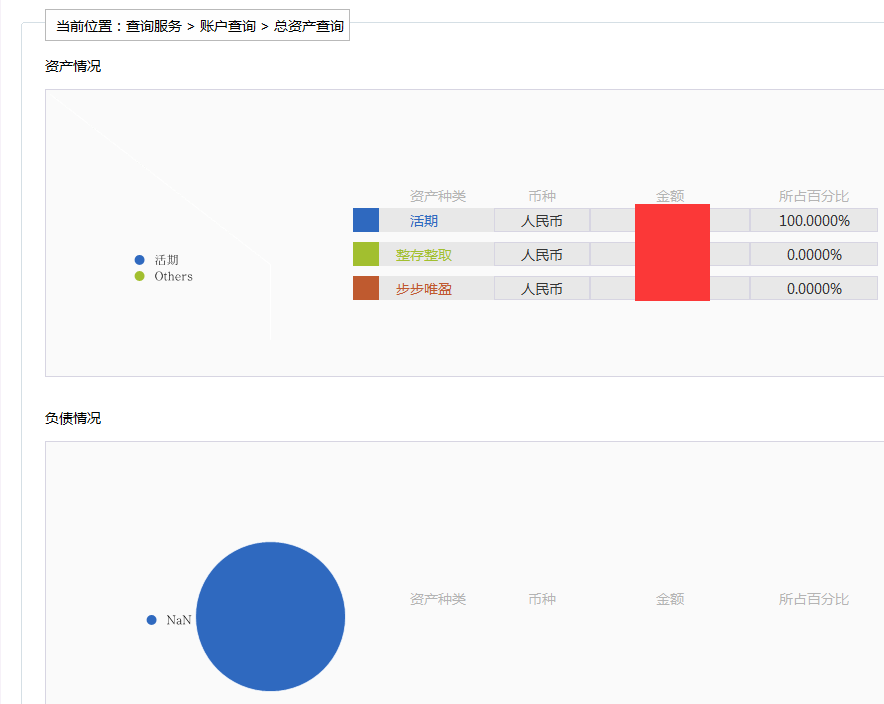 当前位置：查询服务 > 账户查询 > 总资产查询
资产情况
资产种类 币种 金额 所占百分比
活期 人民币 100.0000%
整存整取 人民币 0.0000%
步步唯盈 人民币 0.0000%
活期
Others
负债情况
资产种类 币种 金额 所占百分比
NaN